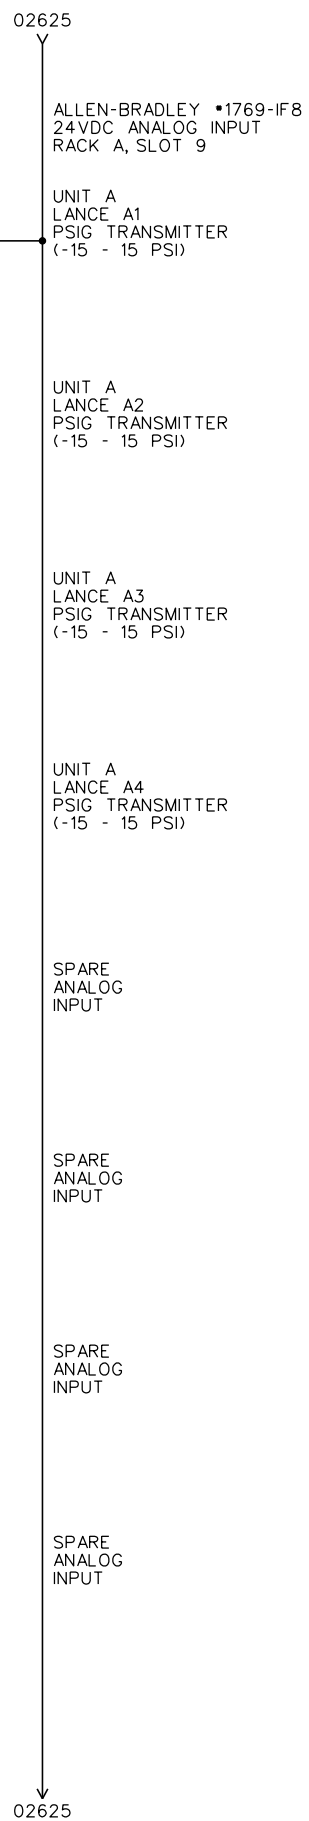 02625
ALLEN-BRADLEY *1769-IF8
24VDC ANALOG INPUT
RACK A, SLOT 9
UNIT A
LANCE A1
PSIG TRANSMITTER
(-15 - 15 PSI)
UNIT A
LANCE A2
PSIG TRANSMITTER
(-15 - 15 PSI)
UNIT A
LANCE A3
PSIG TRANSMITTER
(-15 - 15 PSI)
UNIT A
LANCE A4
PSIG TRANSMITTER
(-15 - 15 PSI)
SPARE
ANALOG
INPUT
SPARE
ANALOG
INPUT
SPARE
ANALOG
INPUT
SPARE
ANALOG
INPUT
02625